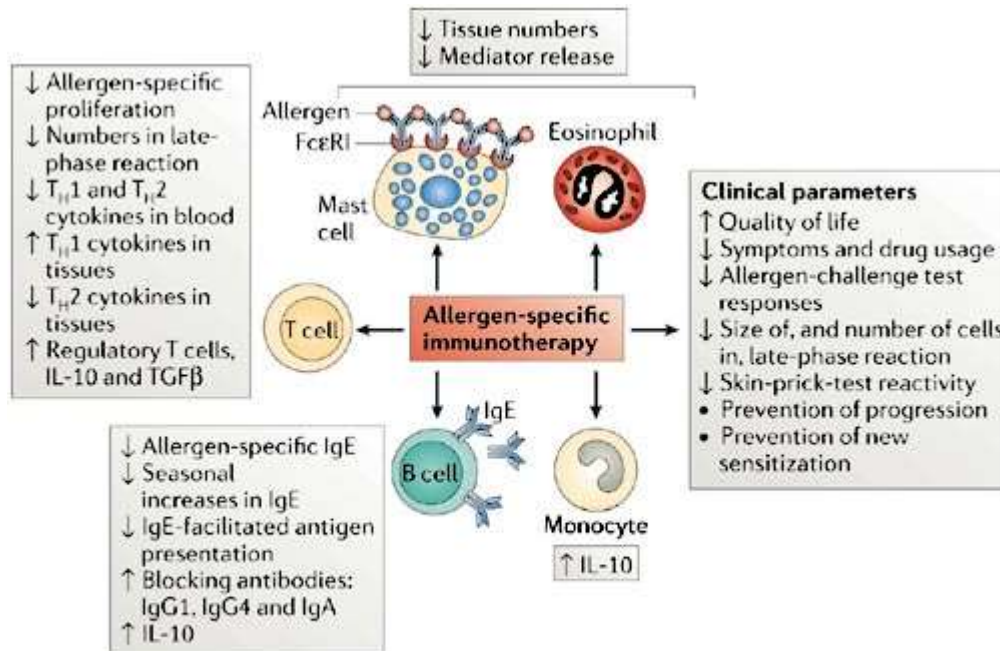 ↓ Tissue numbers
↓ Mediator release
↓ Allergen-specific
proliferation
↓ Numbers in late-
phase reaction
↓ TH1 and TH2
cytokines in blood
↑ TH1 cytokines in
tissues
↓ TH2 cytokines in
tissues
↑ Regulatory T cells,
IL-10 and TGFβ
Allergen
FcεRI
Mast
cell
Eosinophil
T cell
Allergen-specific
immunotherapy
Clinical parameters
↑ Quality of life
↓ Symptoms and drug usage
↓ Allergen-challenge test
responses
↓ Size of, and number of cells
in, late-phase reaction
↓ Skin-prick-test reactivity
• Prevention of progression
• Prevention of new
sensitization
↓ Allergen-specific IgE
↓ Seasonal
increases in IgE
↓ IgE-facilitated antigen
presentation
↑ Blocking antibodies:
IgG1, IgG4 and IgA
↑ IL-10
IgE
B cell
Monocyte
↑ IL-10